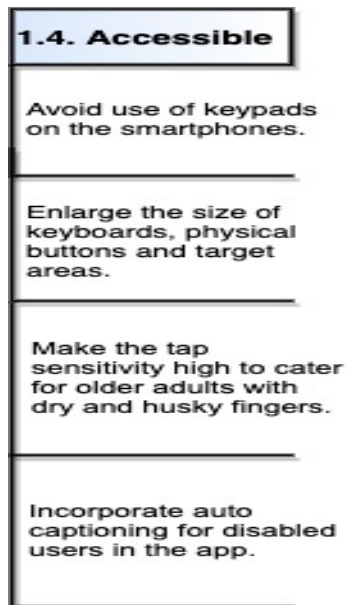 1.4. Accessible
Avoid use of keypads
on the smartphones.
Enlarge the size of
keyboards, physical
buttons and target
areas.
Make the tap
sensitivity high to cater
for older adults with
dry and husky fingers.
Incorporate auto
captioning for disabled
users in the app.